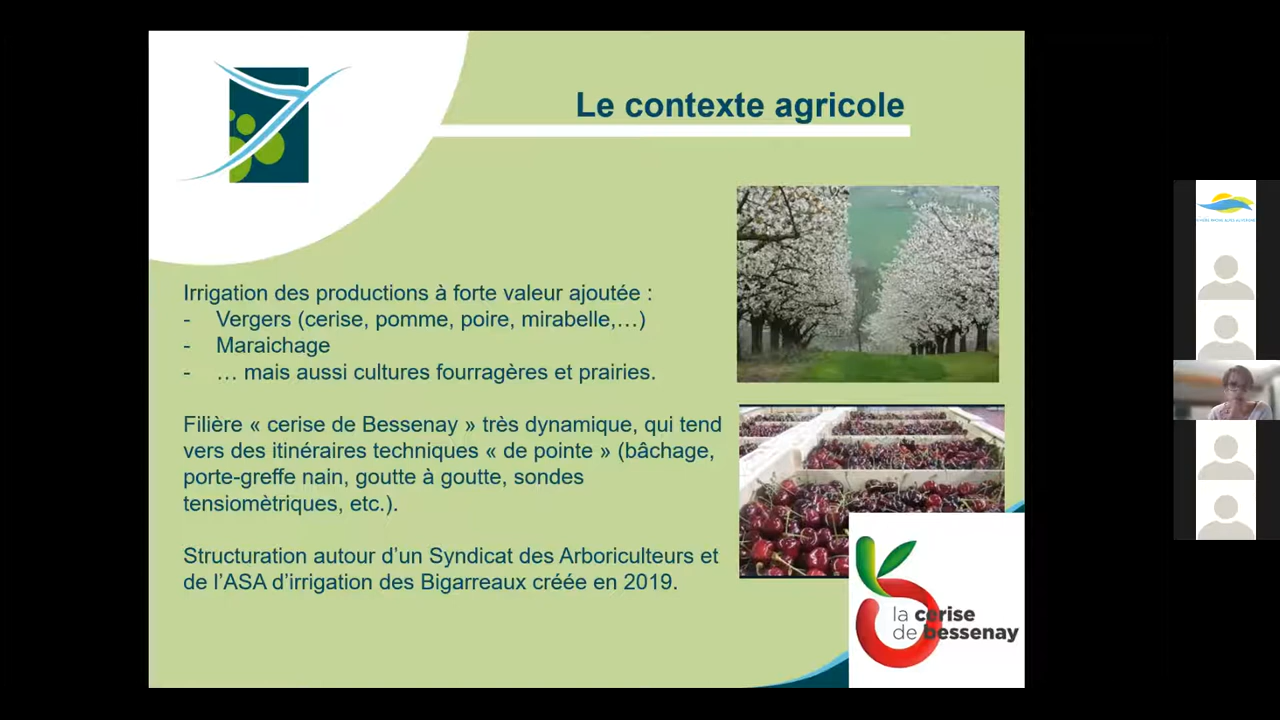 Le contexte agricole
Irrigation des productions à forte valeur ajoutée :
- Vergers (cerise, pomme, poire, mirabelle,…)
- Maraichage
- … mais aussi cultures fourragères et prairies.
Filière « cerise de Bessenay » très dynamique, qui tend
vers des itinéraires techniques « de pointe » (bâchage,
porte-greffe nain, goutte à goutte, sondes
tensiomètriques, etc.).
Structuration autour d’un Syndicat des Arboriculteurs et
de l’ASA d’irrigation des Bigarreaux créée en 2019.
la cerise
de bessenay